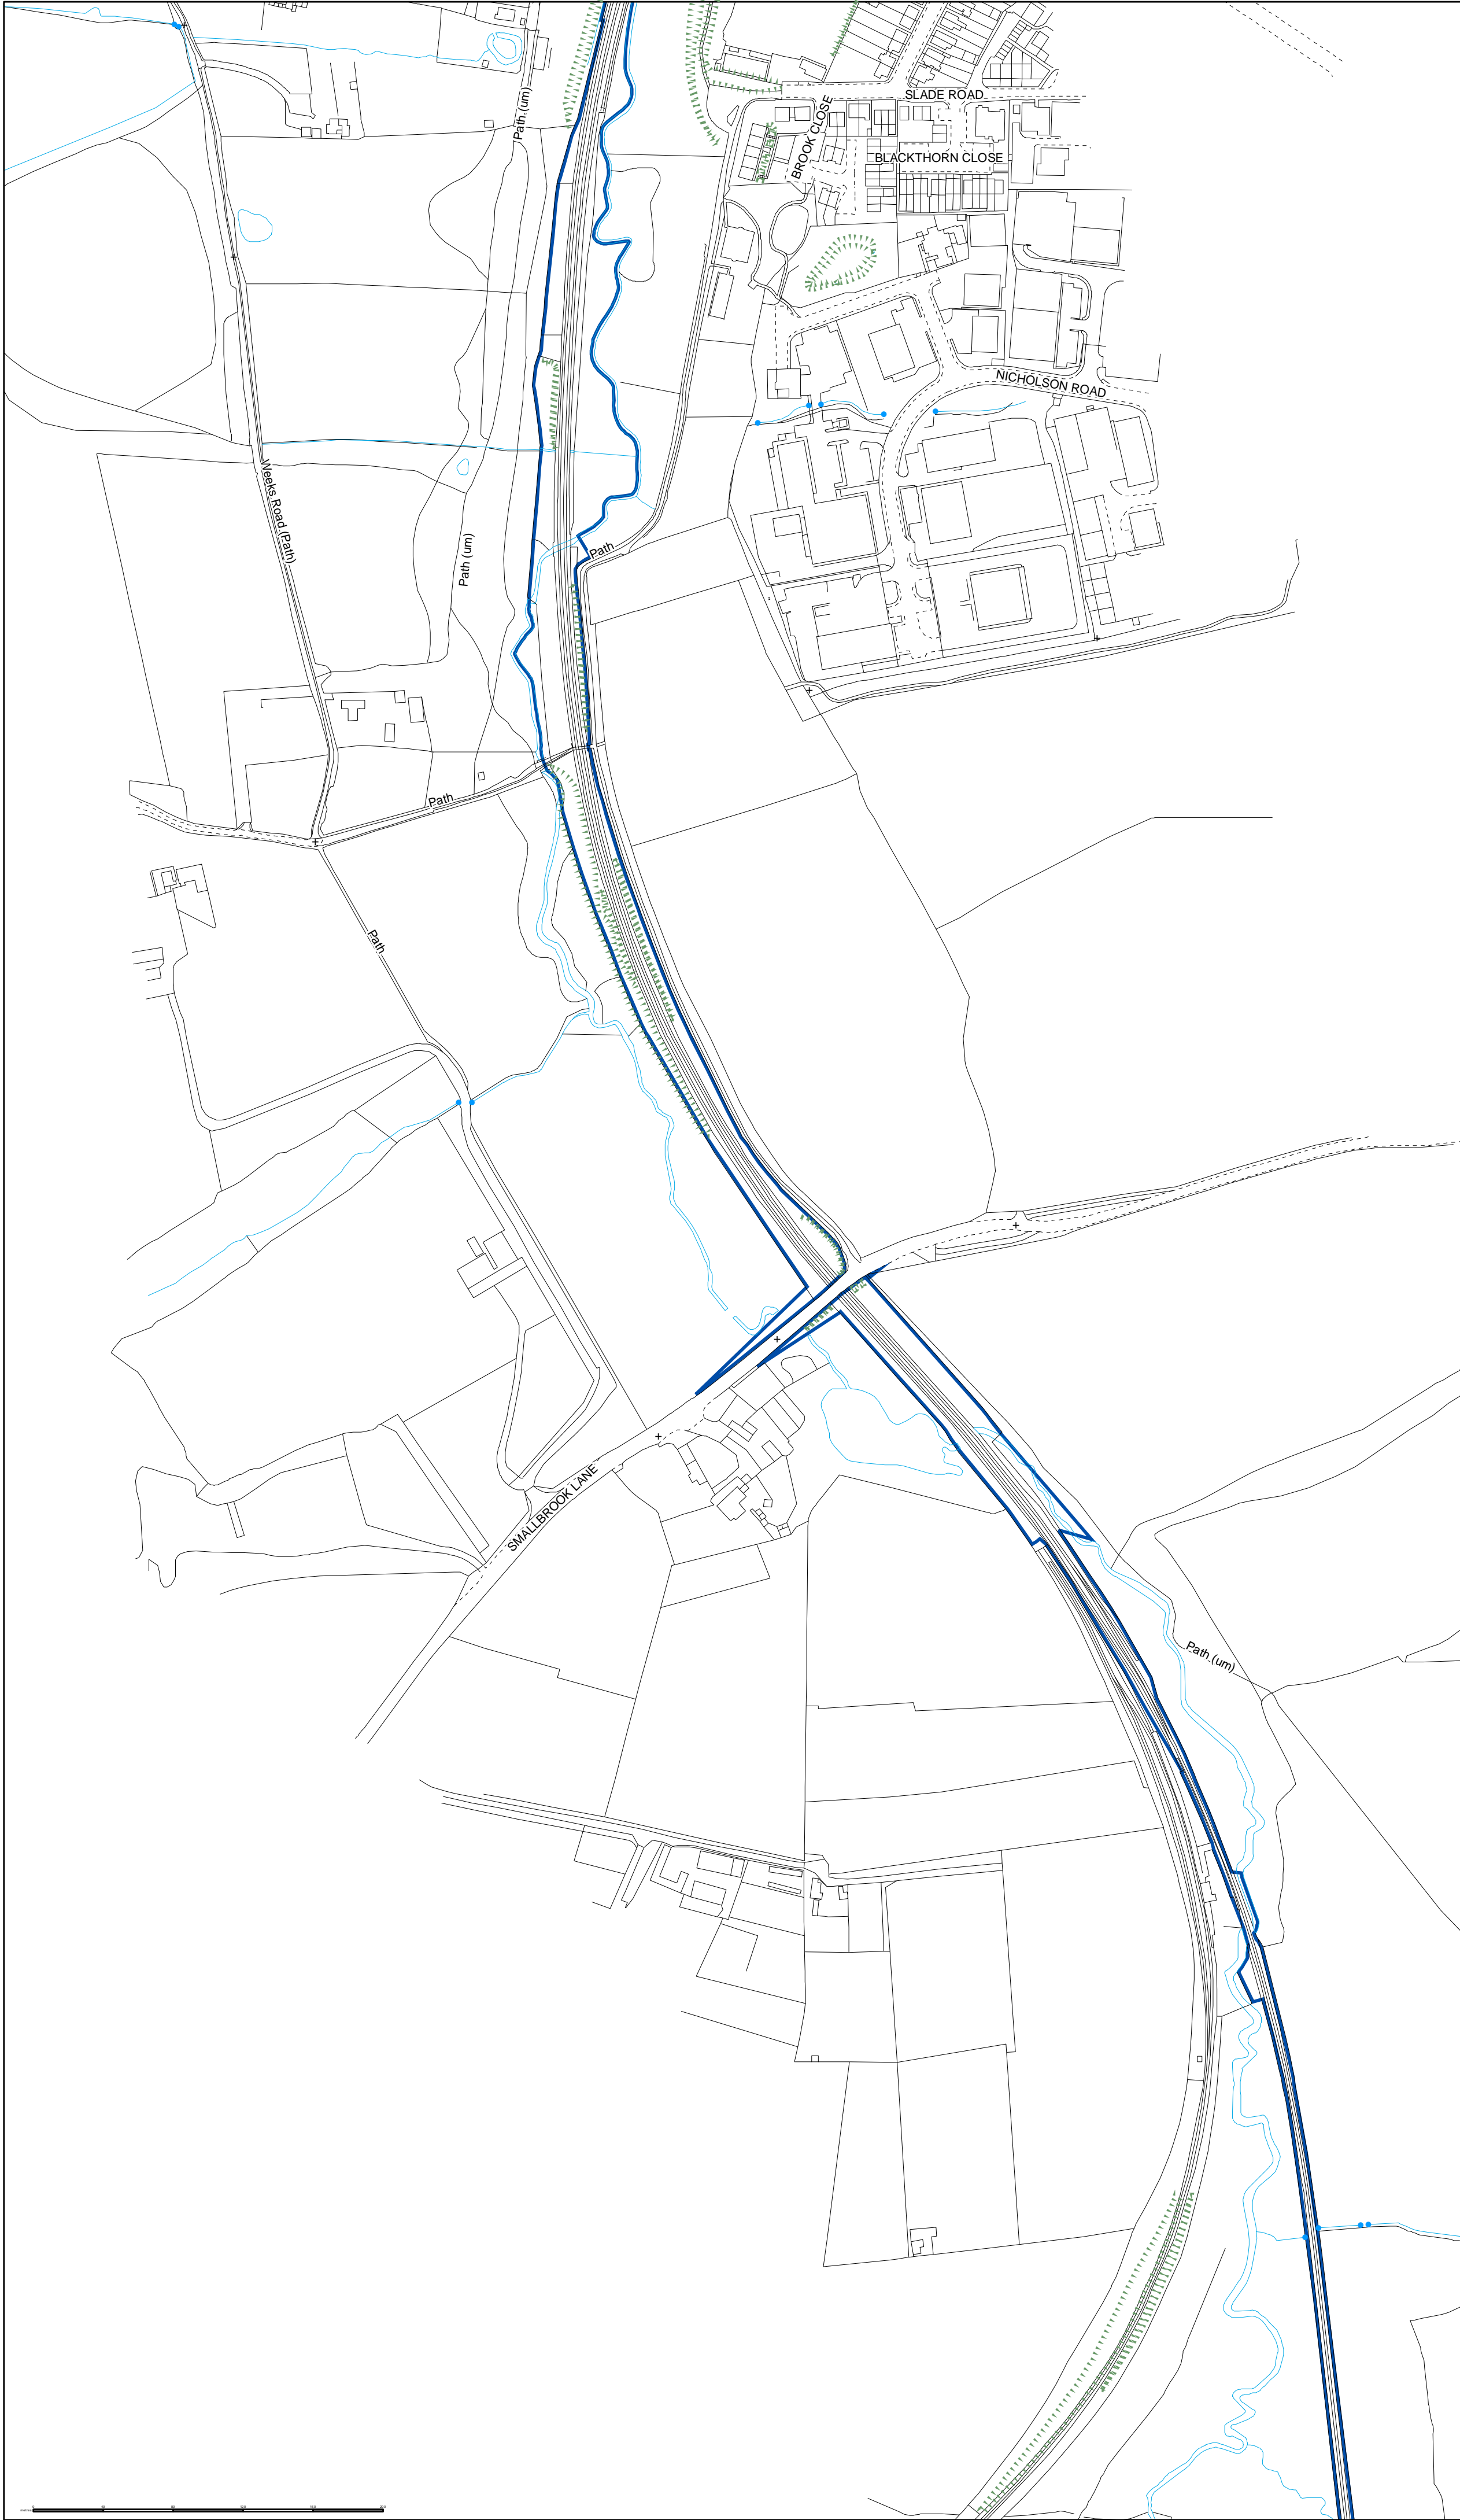 SLADE ROAD
Path (um)
BROOK CLOSE
BLACKTHORN CLOSE
NICHOLSON ROAD
Weeks Road (Path)
Path (um)
Path
Path
Path
SMALLBROOK LANE
Path (um)